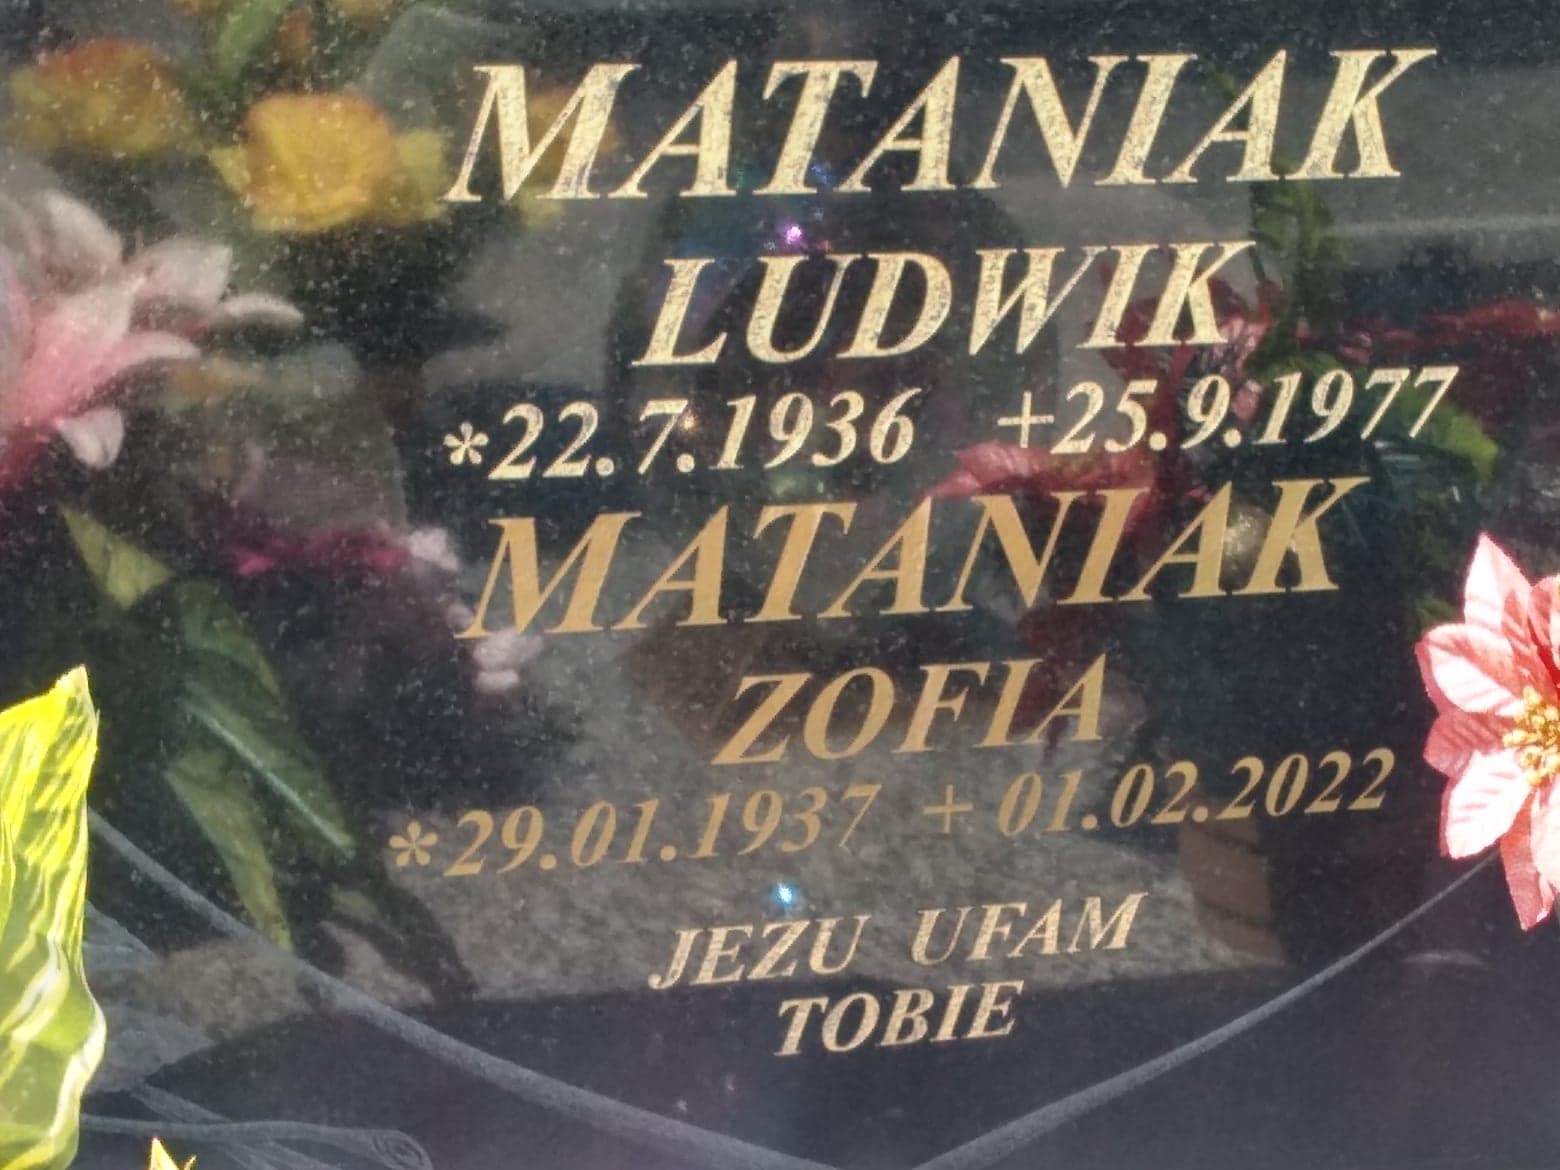 MATANIAK
LUDWIK
*22.7.1936 +25.9.1977
MATANIAK
ZOFIA
*29.01.1937 + 01.02.2022
JEZU UFAM
TOBIE